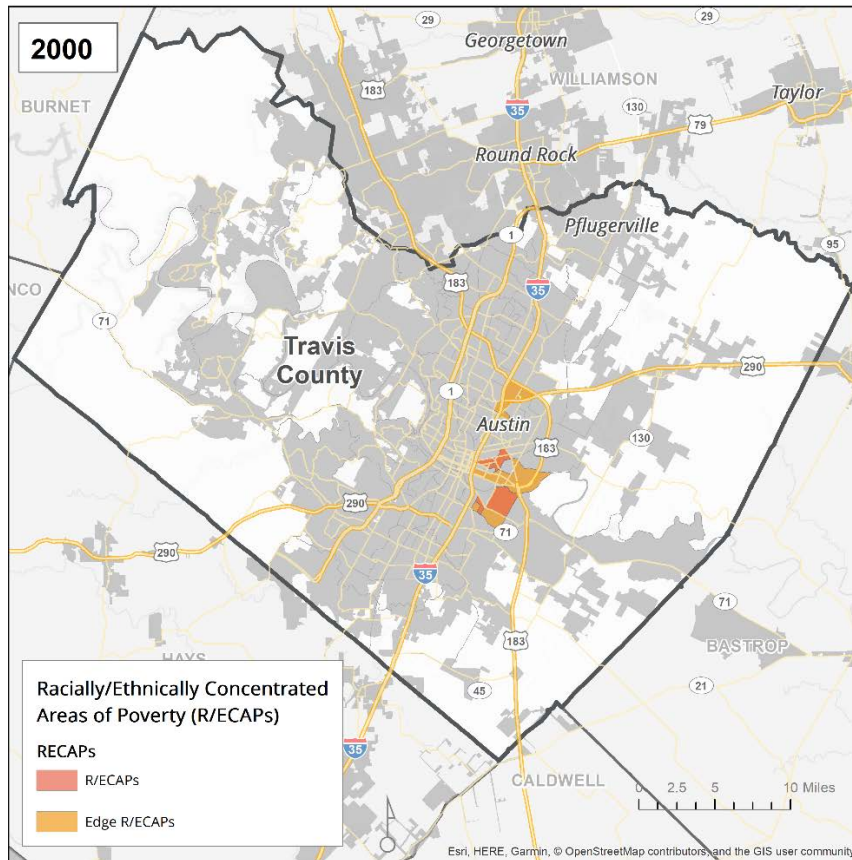 2000
29
29
Georgetown
183
WILLIAMSON
BURNET
35
130
Taylor
79
Round Rock
Pflugerville
1
95
183
35
NCO
71
Travis
County
290
1
Austin
183
130
290
71
290
35
71
183
BASTROP
HAYS
45
21
35
CALDWELL
Racially/Ethnically Concentrated
Areas of Poverty (R/ECAPs)
RECAPs
R/ECAPs
Edge R/ECAPs
0 2.5 5 10 Miles
Esri, HERE, Garmin, © OpenStreetMap contributors, and the GIS user community